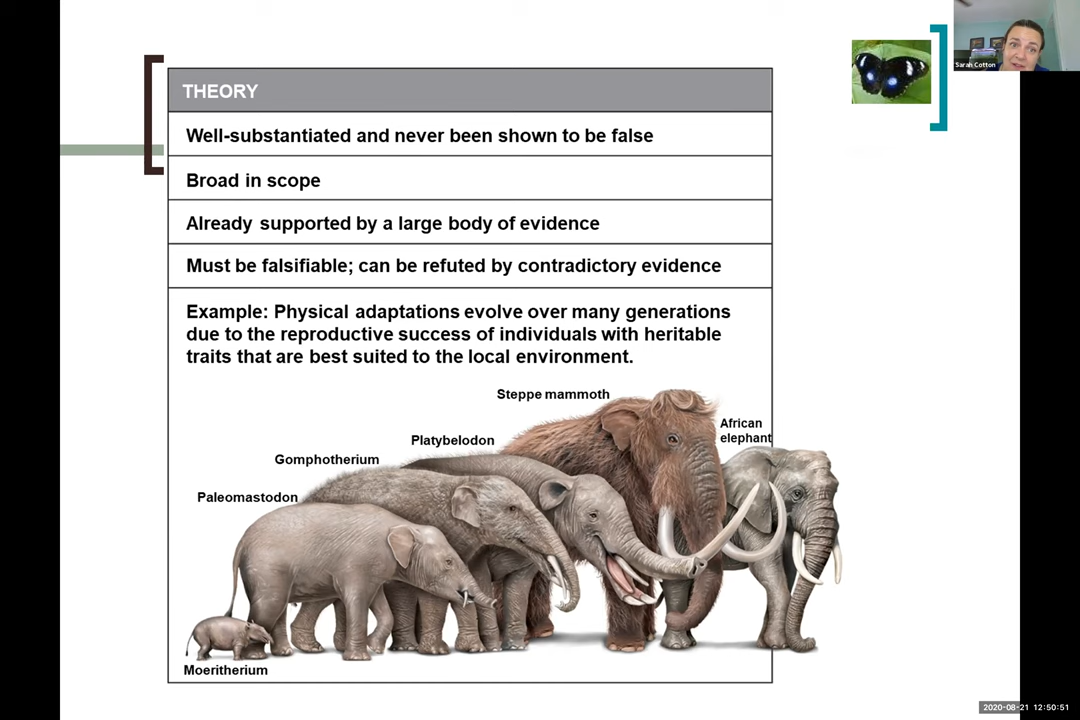 Sarah Cotton
THEORY
Well-substantiated and never been shown to be false
Broad in scope
Already supported by a large body of evidence
Must be falsifiable; can be refuted by contradictory evidence
Example: Physical adaptations evolve over many generations
due to the reproductive success of individuals with heritable
traits that are best suited to the local environment.
Steppe mammoth
African
elephant
Platybelodon
Gomphotherium
Paleomastodon
Moeritherium
2020-08-21 12:50:51